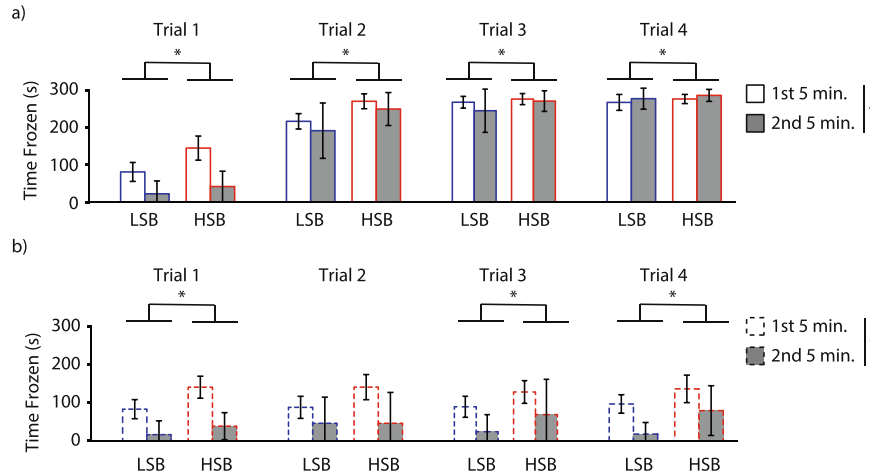 a)
Trial 1 Trial 2 Trial 3 Trial 4
* * * *
300
200
100
0
Time Frozen (s)
LSB HSB LSB HSB LSB HSB LSB HSB
1st 5 min.
2nd 5 min.
b)
Trial 1 Trial 2 Trial 3 Trial 4
* * *
300
200
100
0
Time Frozen (s)
LSB HSB LSB HSB LSB HSB LSB HSB
1st 5 min.
2nd 5 min.